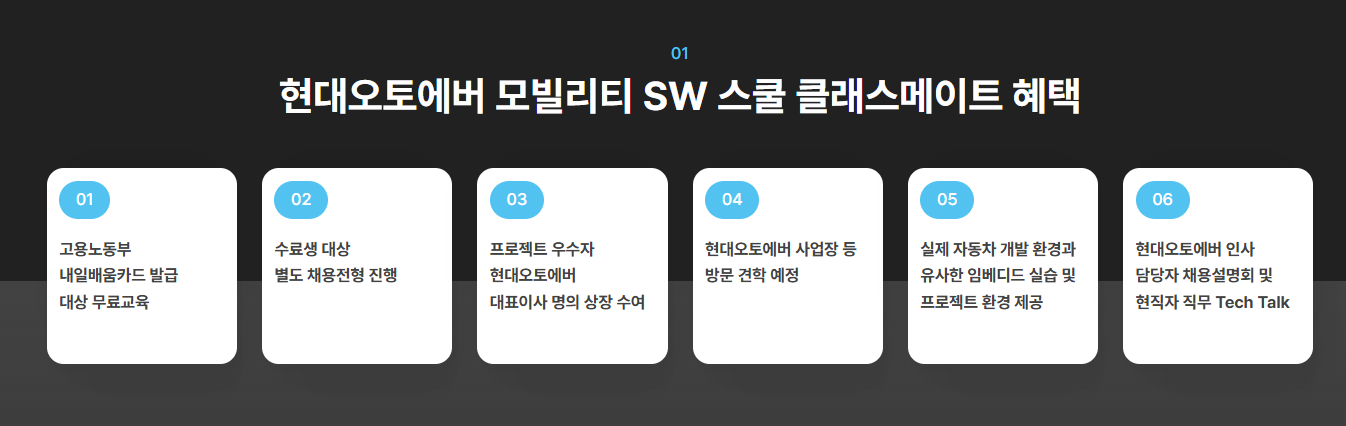 01
현대오토에버 모빌리티 SW 스쿨 클래스메이트 혜택
01
고용노동부
내일배움카드 발급
대상 무료교육
02
수료생 대상
별도 채용전형 진행
03
프로젝트 우수자
현대오토에버
대표이사 명의 상장 수여
04
현대오토에버 사업장 등
방문 견학 예정
05
실제 자동차 개발 환경과
유사한 임베디드 실습 및
프로젝트 환경 제공
06
현대오토에버 인사
담당자 채용설명회 및
현직자 직무 Tech Talk